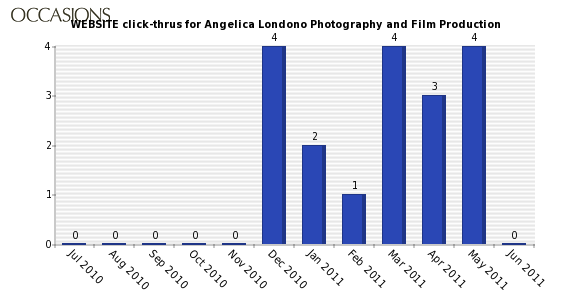 OCCASIONS
WEBSITE click-thrus for Angelica Londono Photography and Film Production
4
3
2
1
0
0 0 0 0 0 4 2 1 4 3 4 0
Jul 2010 Aug 2010 Sep 2010 Oct 2010 Nov 2010 Dec 2010 Jan 2011 Feb 2011 Mar 2011 Apr 2011 May 2011 Jun 2011